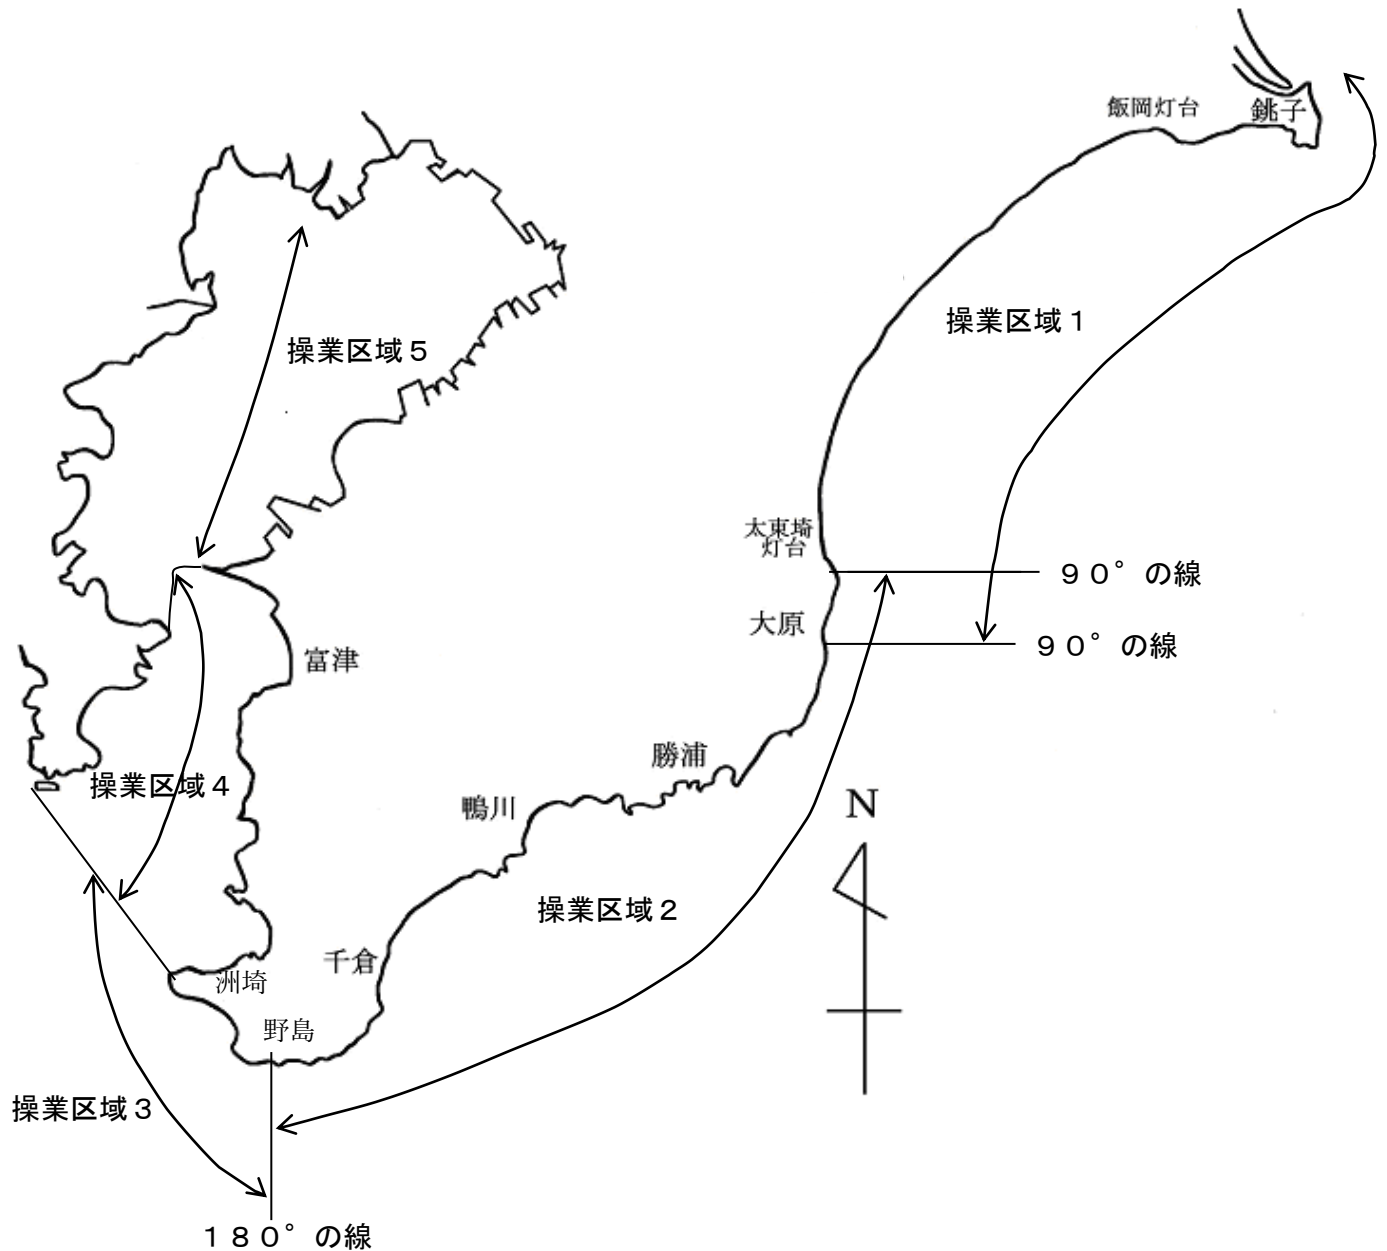 飯岡灯台
銚子
操業区域１
操業区域５
太東埼
灯台
９０°の線
大原
９０°の線
富津
勝浦
操業区域４
鴨川
N
操業区域２
千倉
洲埼
野島
操業区域３
１８０°の線